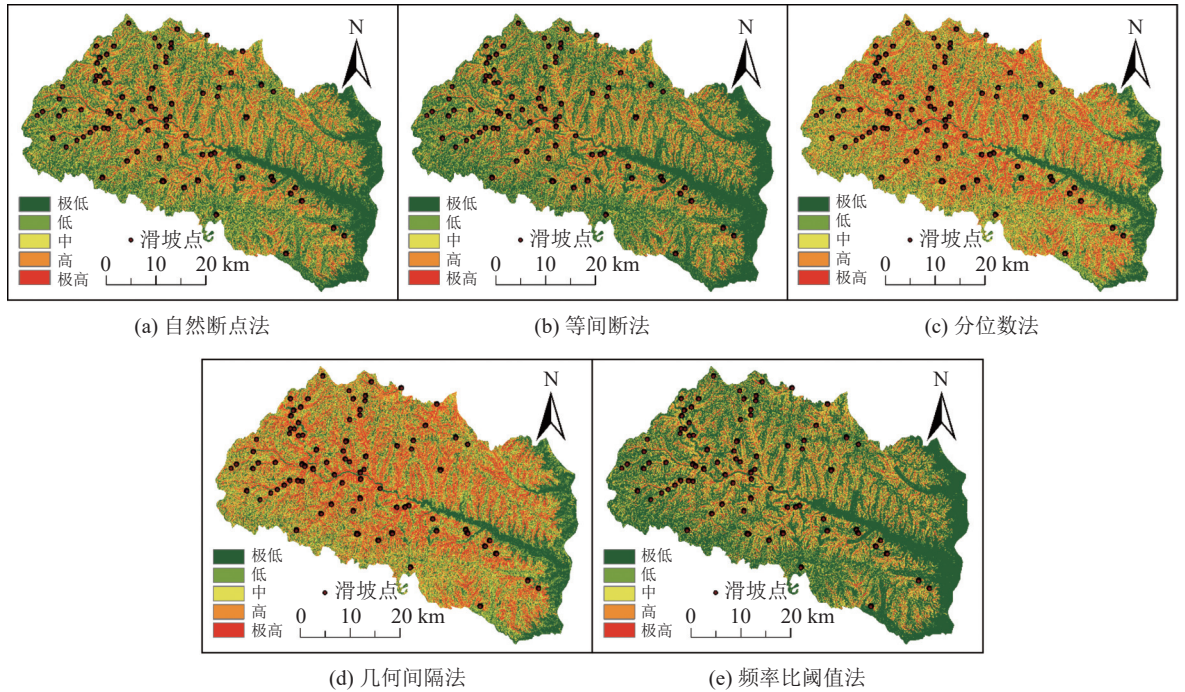 N
极低
低
中
高
极高
滑坡点
0 10 20 km
(a) 自然断点法
N
极低
低
中
高
极高
滑坡点
0 10 20 km
(b) 等间断法
N
极低
低
中
高
极高
滑坡点
0 10 20 km
(c) 分位数法
N
极低
低
中
高
极高
滑坡点
0 10 20 km
(d) 几何间隔法
N
极低
低
中
高
极高
滑坡点
0 10 20 km
(e) 频率比阈值法